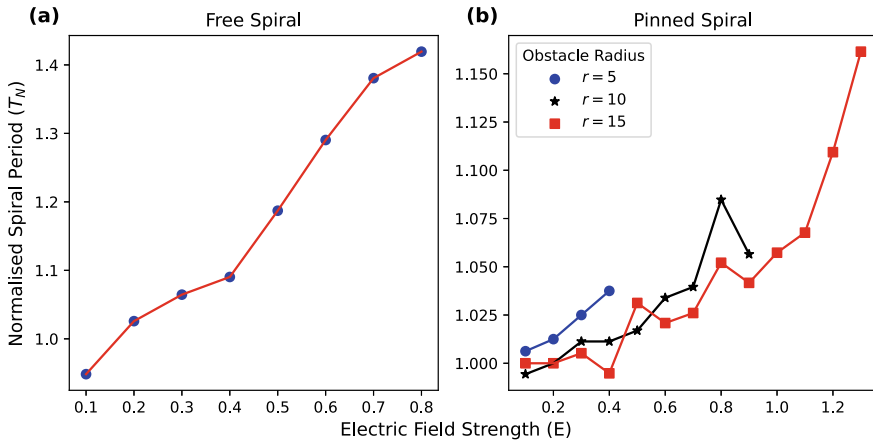 (a)
Free Spiral
Normalised Spiral Period (T_N)
1.4
1.3
1.2
1.1
1.0
0.1 0.2 0.3 0.4 0.5 0.6 0.7 0.8
(b)
Pinned Spiral
Obstacle Radius
r = 5
r = 10
r = 15
1.150
1.125
1.100
1.075
1.050
1.025
1.000
0.2 0.4 0.6 0.8 1.0 1.2
Electric Field Strength (E)